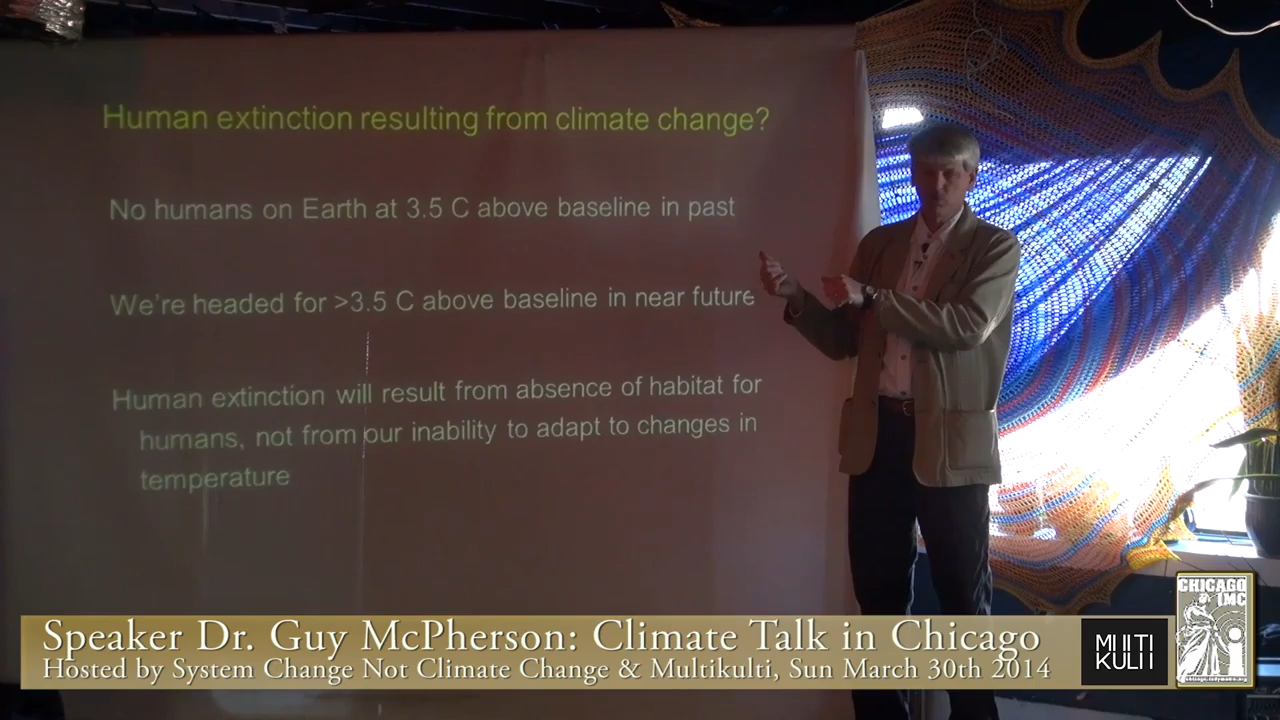 Human extinction resulting from climate change?
No humans on Earth at 3.5 C above baseline in past
We're headed for >3.5 C above baseline in near future
Human extinction will result from absence of habitat for
humans, not from our inability to adapt to changes in
temperature
Speaker Dr. Guy McPherson: Climate Talk in Chicago
Hosted by System Change Not Climate Change & Multikulti, Sun March 30th 2014
MULTI
KULTI
CHICAGO
IMC